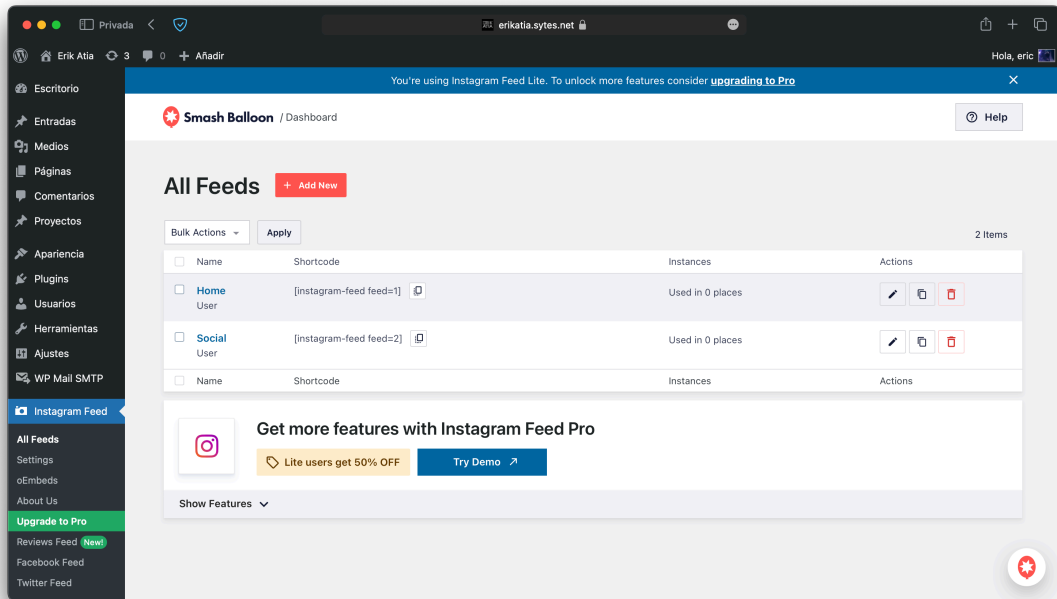 Privada
erikatia.sytes.net
Erik Atia
3
0
Añadir
Hola, eric
You're using Instagram Feed Lite. To unlock more features consider upgrading to Pro
Escritorio
Entradas
Medios
Páginas
Comentarios
Proyectos
Apariencia
Plugins
Usuarios
Herramientas
Ajustes
WP Mail SMTP
Instagram Feed
All Feeds
Settings
oEmbeds
About Us
Upgrade to Pro
Reviews Feed New!
Facebook Feed
Twitter Feed
Smash Balloon / Dashboard
Help
All Feeds
+ Add New
Bulk Actions
Apply
2 Items
Name Shortcode Instances Actions
Home [instagram-feed feed=1] Used in 0 places
User
Social [instagram-feed feed=2] Used in 0 places
User
Name Shortcode Instances Actions
Get more features with Instagram Feed Pro
Lite users get 50% OFF
Try Demo
Show Features